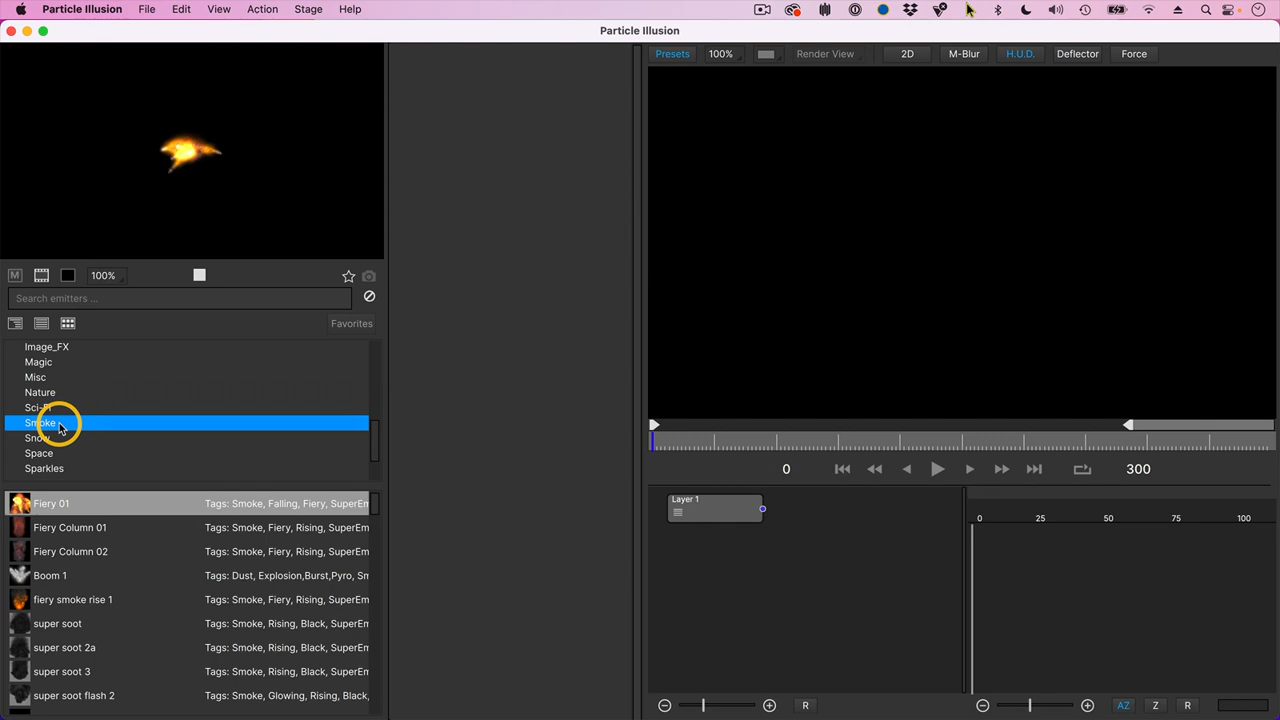 Particle Illusion File Edit View Action Stage Help
Particle Illusion
Presets 100% Render View 2D M-Blur H.U.D. Deflector Force
M 100%
Search emitters ...
Favorites
Image_FX
Magic
Misc
Nature
Sci-Fi
Smoke
Snow
Space
Sparkles
Fiery 01 Tags: Smoke, Falling, Fiery, SuperEm
Fiery Column 01 Tags: Smoke, Fiery, Rising, SuperEm
Fiery Column 02 Tags: Smoke, Fiery, Rising, SuperEm
Boom 1 Tags: Dust, Explosion,Burst,Pyro, Sm
fiery smoke rise 1 Tags: Smoke, Fiery, Rising, SuperEm
super soot Tags: Smoke, Rising, Black, SuperEm
super soot 2a Tags: Smoke, Rising, Black, SuperEm
super soot 3 Tags: Smoke, Rising, Black, SuperEm
super soot flash 2 Tags: Smoke, Glowing, Rising, Black,
0 300
Layer 1
0 25 50 75 100
R AZ Z R